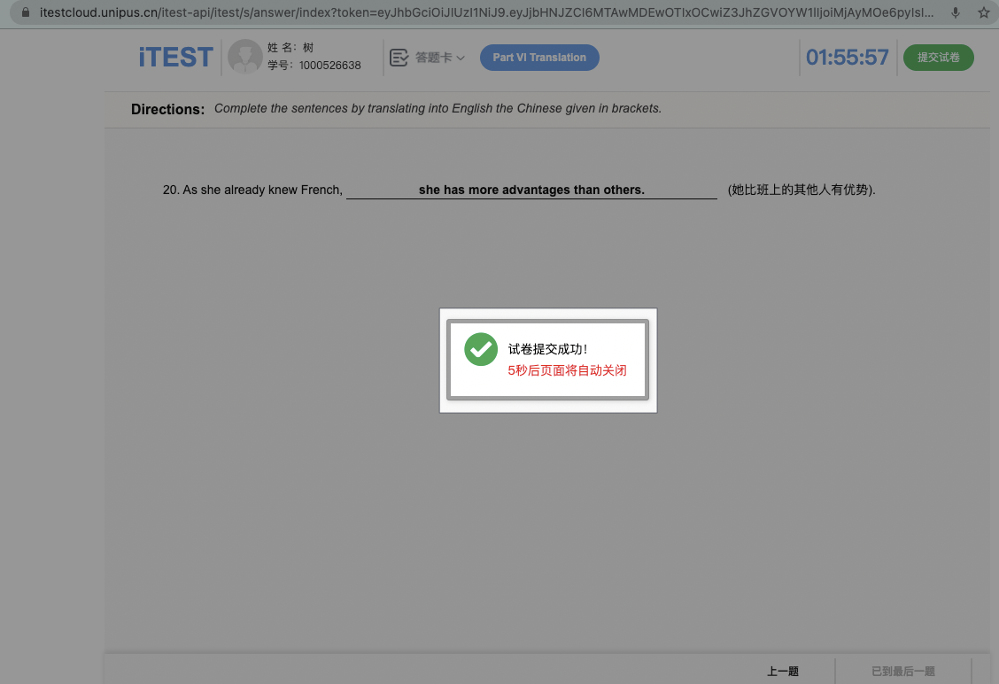 itestcloud.unipus.cn/itest-api/itest/s/answer/index?token=eyJhbGciOiJIUzI1NiJ9.eyJjbHNJZCI6MTAwMDEwOTIxOCwiZ3JhZGVOYW1lIjoiMjAyMOe6pyIsI...
iTEST
姓 名：树
学号：1000526638
答题卡
Part VI Translation
01:55:57
提交试卷
Directions: Complete the sentences by translating into English the Chinese given in brackets.
20. As she already knew French, she has more advantages than others. (她比班上的其他人有优势).
试卷提交成功！
5秒后页面将自动关闭
上一题
已到最后一题